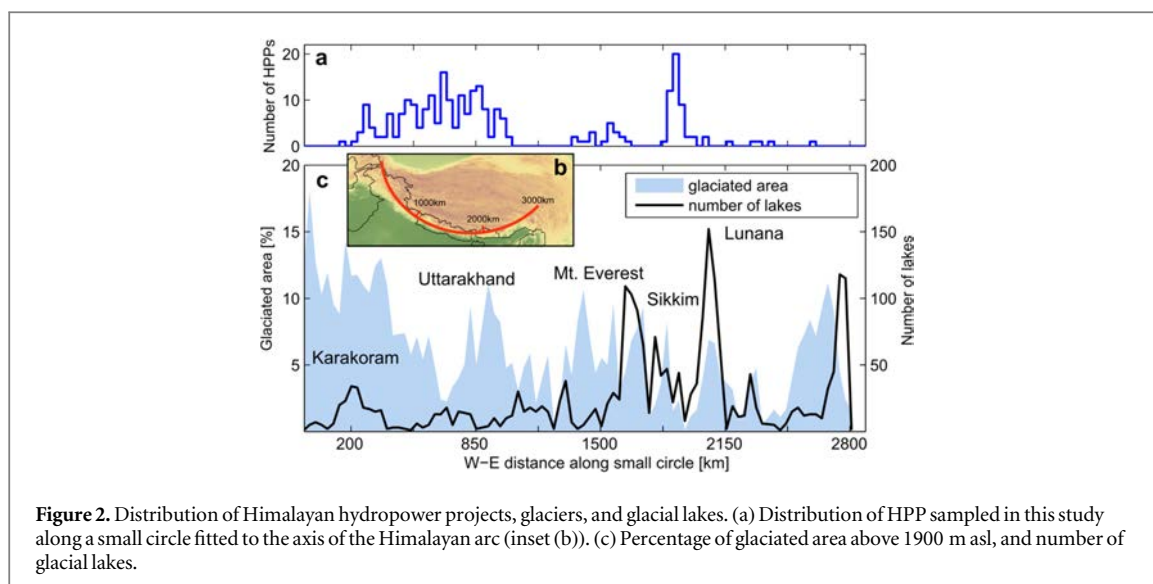 a
Number of HPPs
20
10
0
b
1000km
2000km
3000km
c
glaciated area
number of lakes
Glaciated area [%]
20
15
10
5
Number of lakes
200
150
100
50
0
Karakoram
Uttarakhand
Mt. Everest
Sikkim
Lunana
200 850 1500 2150 2800
W-E distance along small circle [km]
Figure 2. Distribution of Himalayan hydropower projects, glaciers, and glacial lakes. (a) Distribution of HPP sampled in this study
along a small circle fitted to the axis of the Himalayan arc (inset (b)). (c) Percentage of glaciated area above 1900 m asl, and number of
glacial lakes.